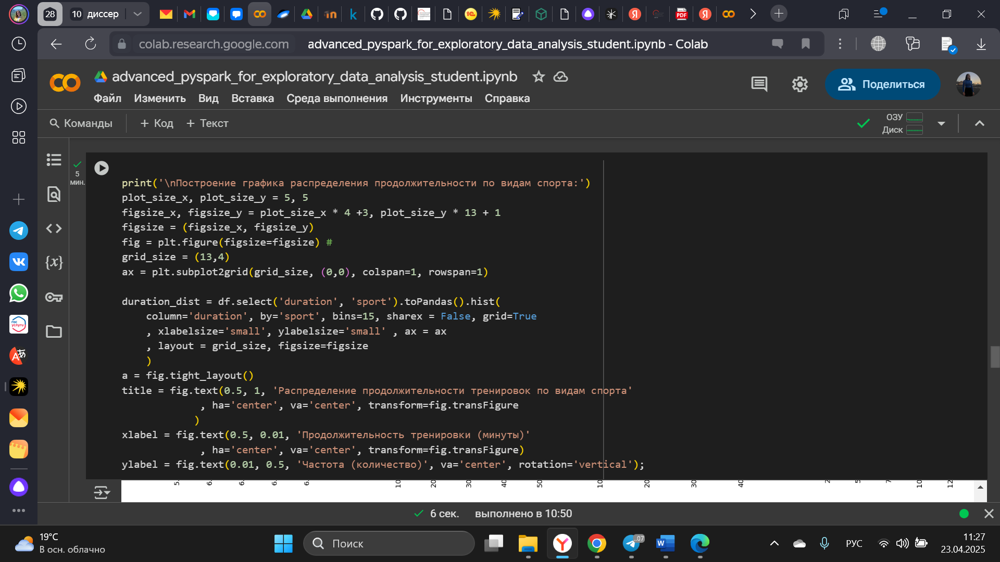 28
10 диссер
colab.research.google.com
advanced_pyspark_for_exploratory_data_analysis_student.ipynb - Colab
advanced_pyspark_for_exploratory_data_analysis_student.ipynb
Поделиться
Файл Изменить Вид Вставка Среда выполнения Инструменты Справка
Команды + Код + Текст
ОЗУ
Диск
5
мин.
print('\nПостроение графика распределения продолжительности по видам спорта:')
plot_size_x, plot_size_y = 5, 5
figsize_x, figsize_y = plot_size_x * 4 +3, plot_size_y * 13 + 1
figsize = (figsize_x, figsize_y)
fig = plt.figure(figsize=figsize) #
grid_size = (13,4)
ax = plt.subplot2grid(grid_size, (0,0), colspan=1, rowspan=1)
duration_dist = df.select('duration', 'sport').toPandas().hist(
column='duration', by='sport', bins=15, sharex = False, grid=True
, xlabelsize='small', ylabelsize='small' , ax = ax
, layout = grid_size, figsize=figsize
)
a = fig.tight_layout()
title = fig.text(0.5, 1, 'Распределение продолжительности тренировок по видам спорта'
, ha='center', va='center', transform=fig.transFigure
)
xlabel = fig.text(0.5, 0.01, 'Продолжительность тренировки (минуты)'
, ha='center', va='center', transform=fig.transFigure)
ylabel = fig.text(0.01, 0.5, 'Частота (количество)', va='center', rotation='vertical');
5. 6. 6. 6. 6. 10 20 30 40 50 10 20 30 40 2 5 7 10 12
6 сек. выполнено в 10:50
19°C
В осн. облачно
Поиск
..07
РУС
11:27
23.04.2025